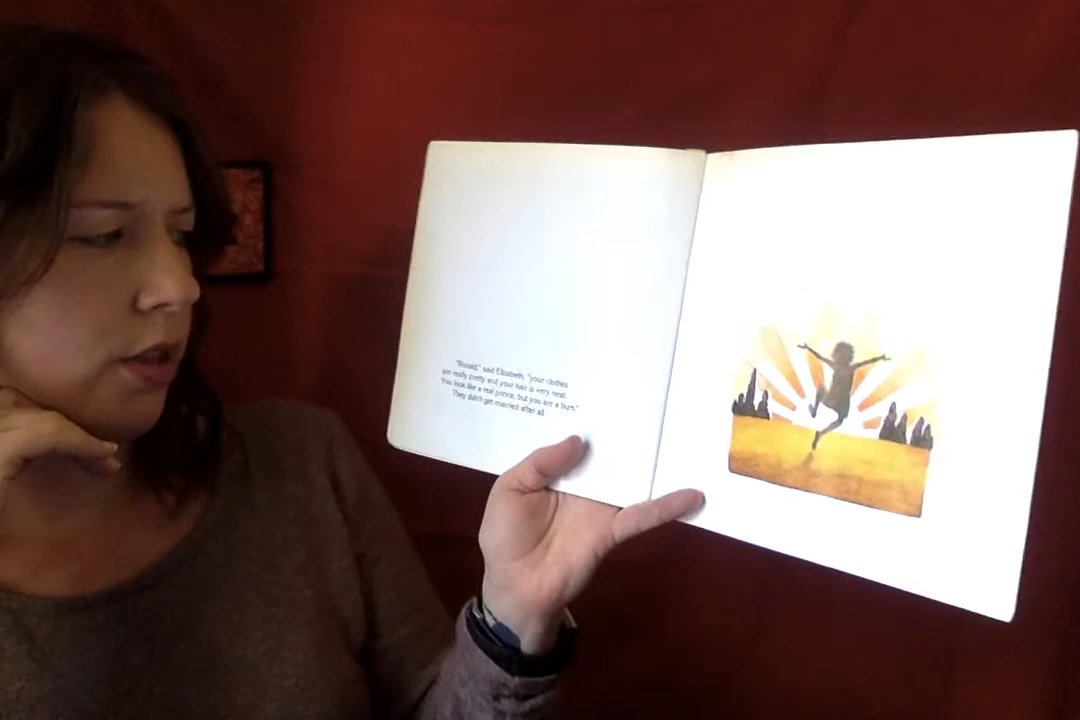 "Ronald," said Elizabeth, "your clothes
are really pretty and your hair is very neat.
You look like a real prince, but you are a bum."
They didn't get married after all.